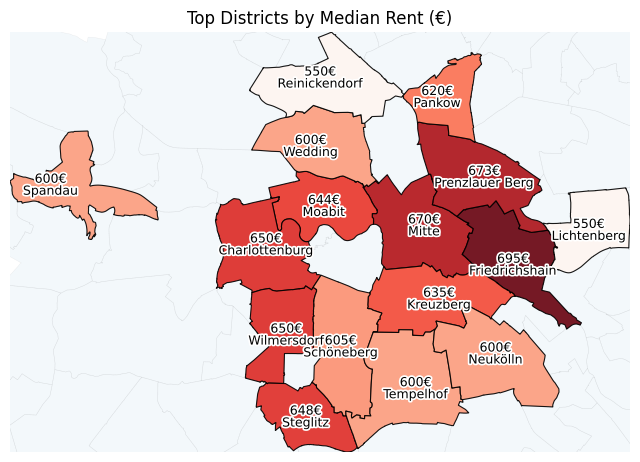 Top Districts by Median Rent (€)
550€
Reinickendorf
620€
Pankow
600€
Wedding
673€
Prenzlauer Berg
600€
Spandau
644€
Moabit
670€
Mitte
550€
Lichtenberg
650€
Charlottenburg
695€
Friedrichshain
635€
Kreuzberg
650€
Wilmersdorf
605€
Schöneberg
600€
Neukölln
600€
Tempelhof
648€
Steglitz